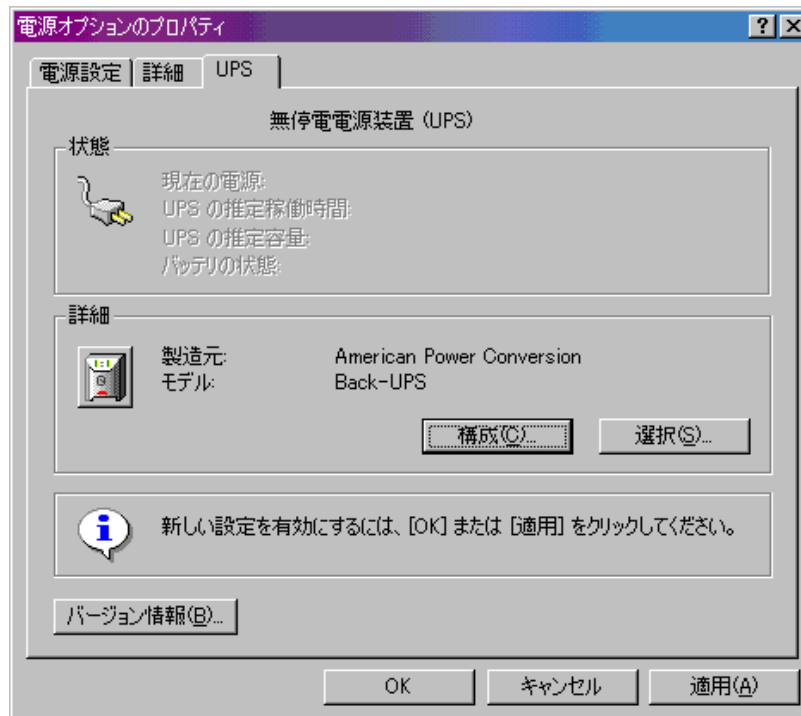 電源オプションのプロパティ
電源設定 詳細 UPS
無停電電源装置 (UPS)
状態
現在の電源:
UPS の推定稼働時間:
UPS の推定容量:
バッテリの状態:
詳細
製造元: American Power Conversion
モデル: Back-UPS
構成(C)... 選択(S)...
新しい設定を有効にするには、[OK] または [適用] をクリックしてください。
バージョン情報(B)...
OK キャンセル 適用(A)